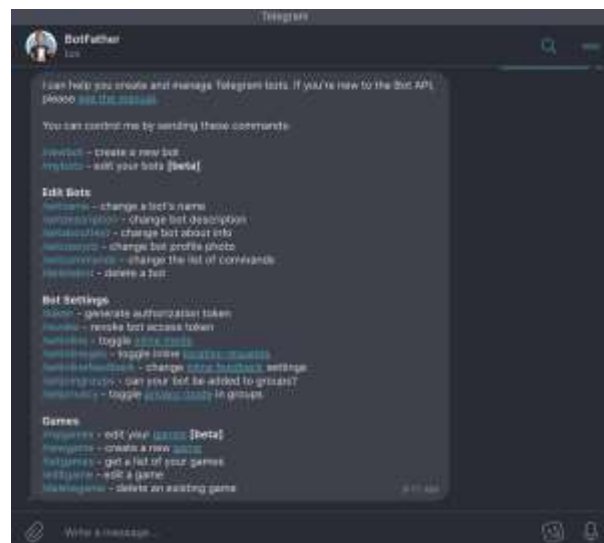 Telegram
BotFather
bot
I can help you create and manage Telegram bots. If you're new to the Bot API,
please see the manual.
You can control me by sending these commands:
/newbot - create a new bot
/mybots - edit your bots [beta]
Edit Bots
/setname - change a bot's name
/setdescription - change bot description
/setabouttext - change bot about info
/setuserpic - change bot profile photo
/setcommands - change the list of commands
/deletebot - delete a bot
Bot Settings
/token - generate authorization token
/revoke - revoke bot access token
/setinline - toggle inline mode
/setinlinegeo - toggle inline location requests
/setinlinefeedback - change inline feedback settings
/setjoingroups - can your bot be added to groups?
/setprivacy - toggle privacy mode in groups
Games
/mygames - edit your games [beta]
/newgame - create a new game
/listgames - get a list of your games
/editgame - edit a game
/deletegame - delete an existing game
Write a message...